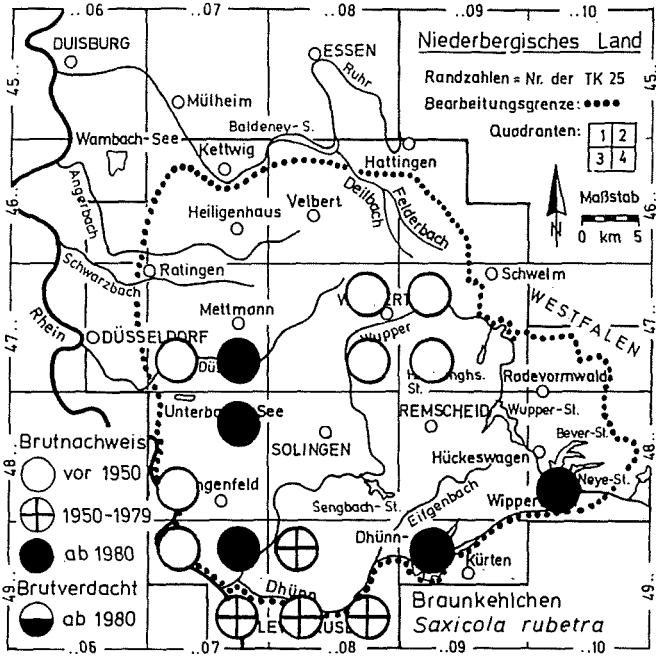 ..06 ..07 ..08 ..09 ..10
DUISBURG
ESSEN
Niederbergisches Land
45..
45..
Ruhr
Randzahlen = Nr. der TK 25
Mülheim
Bearbeitungsgrenze:
Baldeney-S.
Quadranten:
1 2
3 4
Wambach-See
Kettwig
Hattingen
Angerbach
Deilbach
Felderbach
Maßstab
46..
46..
Heiligenhaus
Velbert
N
0 km 5
Schwarzbach
Ratingen
Schwelm
WESTFALEN
Mettmann
Rhein
DÜSSELDORF
Wupper
47..
47..
Radevormwald
St.
Unterba See
REMSCHEID
Wupper-St.
Bever-St.
Brutnachweis
SOLINGEN
Hückeswagen
vor 1950
ngenfeld
Neye-St.
48..
48..
Sengbach-St.
Eifgenbach
Wipper
1950-1979
Dhünn-
ab 1980
Kürten
Brutverdacht
Dhünn
49..
49..
ab 1980
Braunkehlchen
Saxicola rubetra
..06 ..07 ..08 ..09 ..10